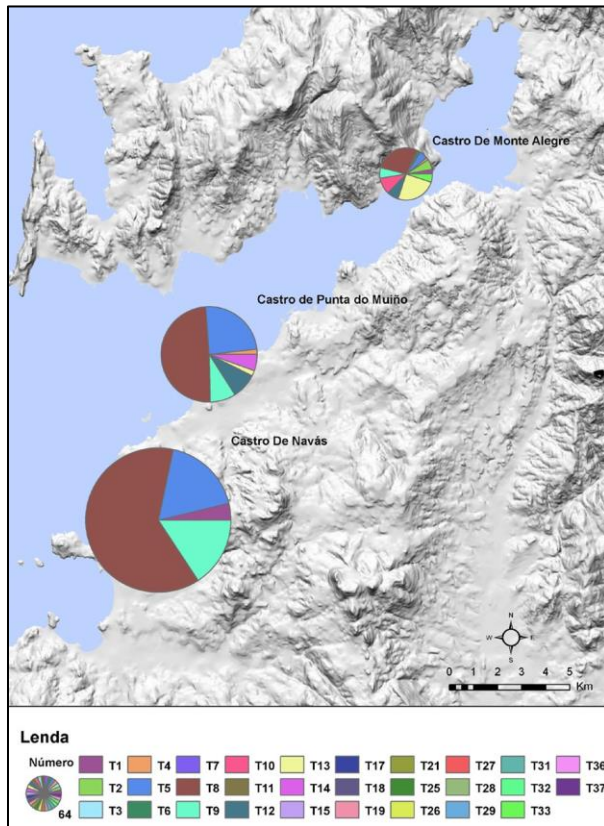 Castro De Monte Alegre
Castro de Punta do Muiño
Castro De Navás
N
W E
S
0 1 2 3 4 5
Km
Lenda
Número
64
T1 T4 T7 T10 T13 T17 T21 T27 T31 T36
T2 T5 T8 T11 T14 T18 T25 T28 T32 T37
T3 T6 T9 T12 T15 T19 T26 T29 T33